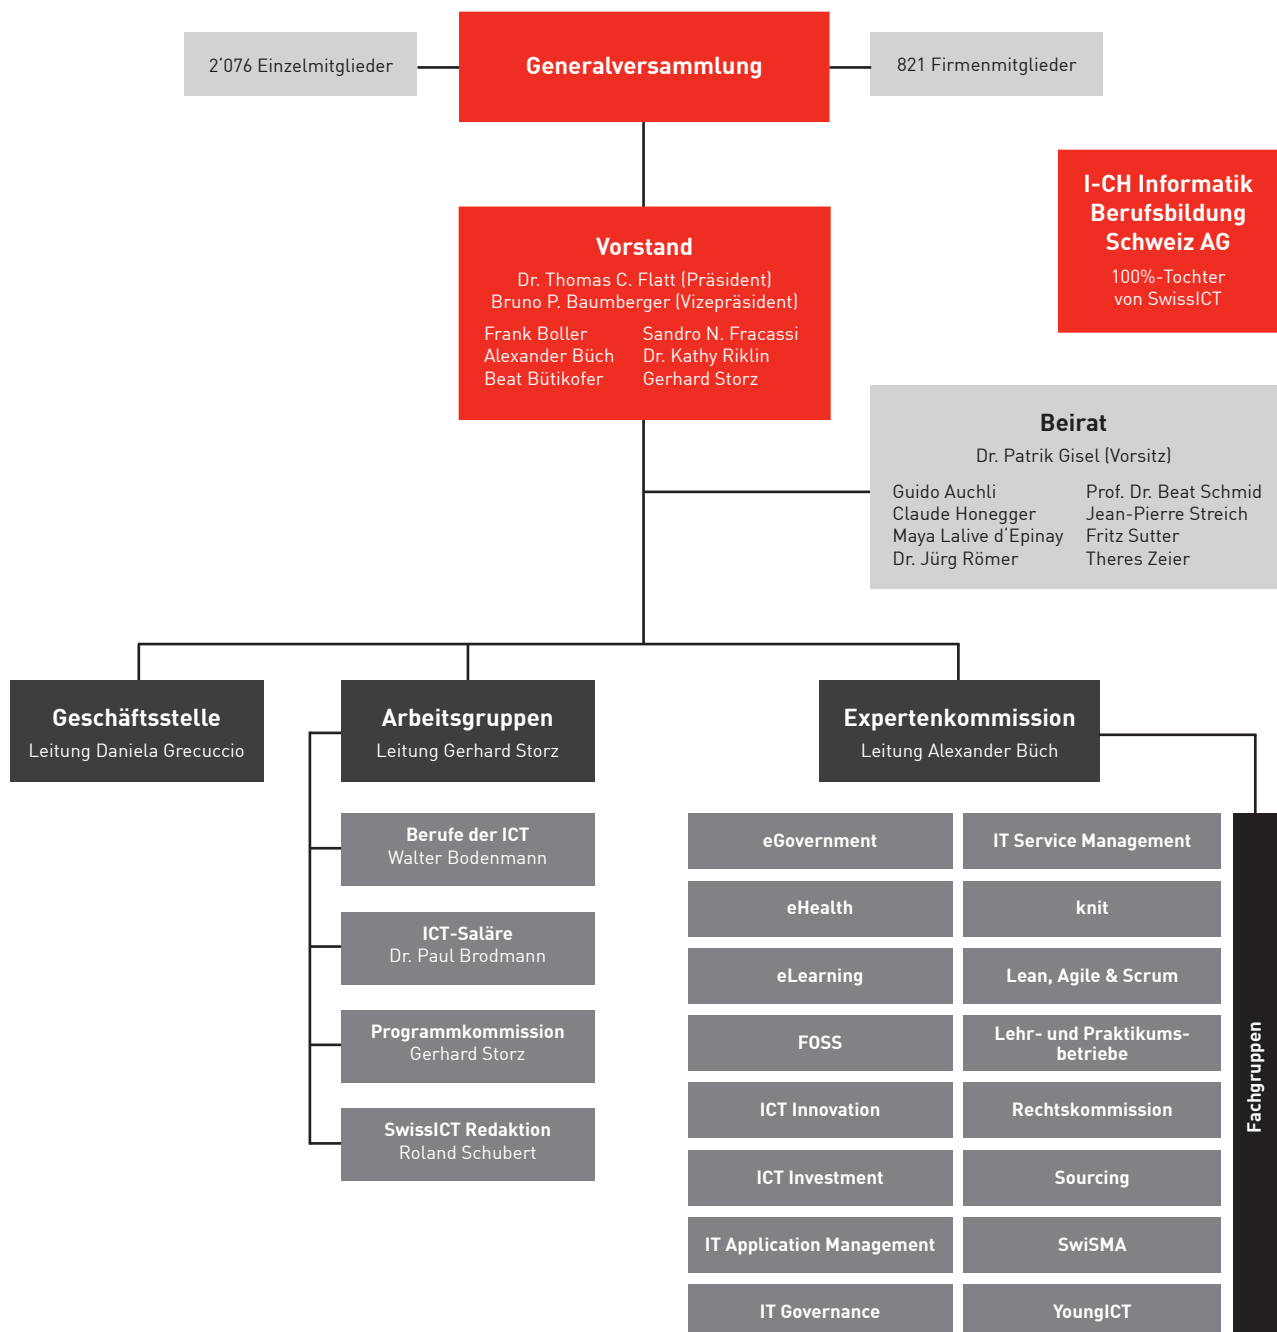 2‘076 Einzelmitglieder
Generalversammlung
821 Firmenmitglieder
I-CH Informatik
Berufsbildung
Schweiz AG
100%-Tochter
von SwissICT
Vorstand
Dr. Thomas C. Flatt (Präsident)
Bruno P. Baumberger (Vizepräsident)
Frank Boller
Alexander Büch
Beat Bütikofer
Sandro N. Fracassi
Dr. Kathy Riklin
Gerhard Storz
Beirat
Dr. Patrik Gisel (Vorsitz)
Guido Auchli
Claude Honegger
Maya Lalive d‘Epinay
Dr. Jürg Römer
Prof. Dr. Beat Schmid
Jean-Pierre Streich
Fritz Sutter
Theres Zeier
Geschäftsstelle
Leitung Daniela Grecuccio
Arbeitsgruppen
Leitung Gerhard Storz
Berufe der ICT
Walter Bodenmann
ICT-Saläre
Dr. Paul Brodmann
Programmkommission
Gerhard Storz
SwissICT Redaktion
Roland Schubert
Expertenkommission
Leitung Alexander Büch
eGovernment
eHealth
eLearning
FOSS
ICT Innovation
ICT Investment
IT Application Management
IT Governance
IT Service Management
knit
Lean, Agile & Scrum
Lehr- und Praktikums-
betriebe
Rechtskommission
Sourcing
SwiSMA
YoungICT
Fachgruppen